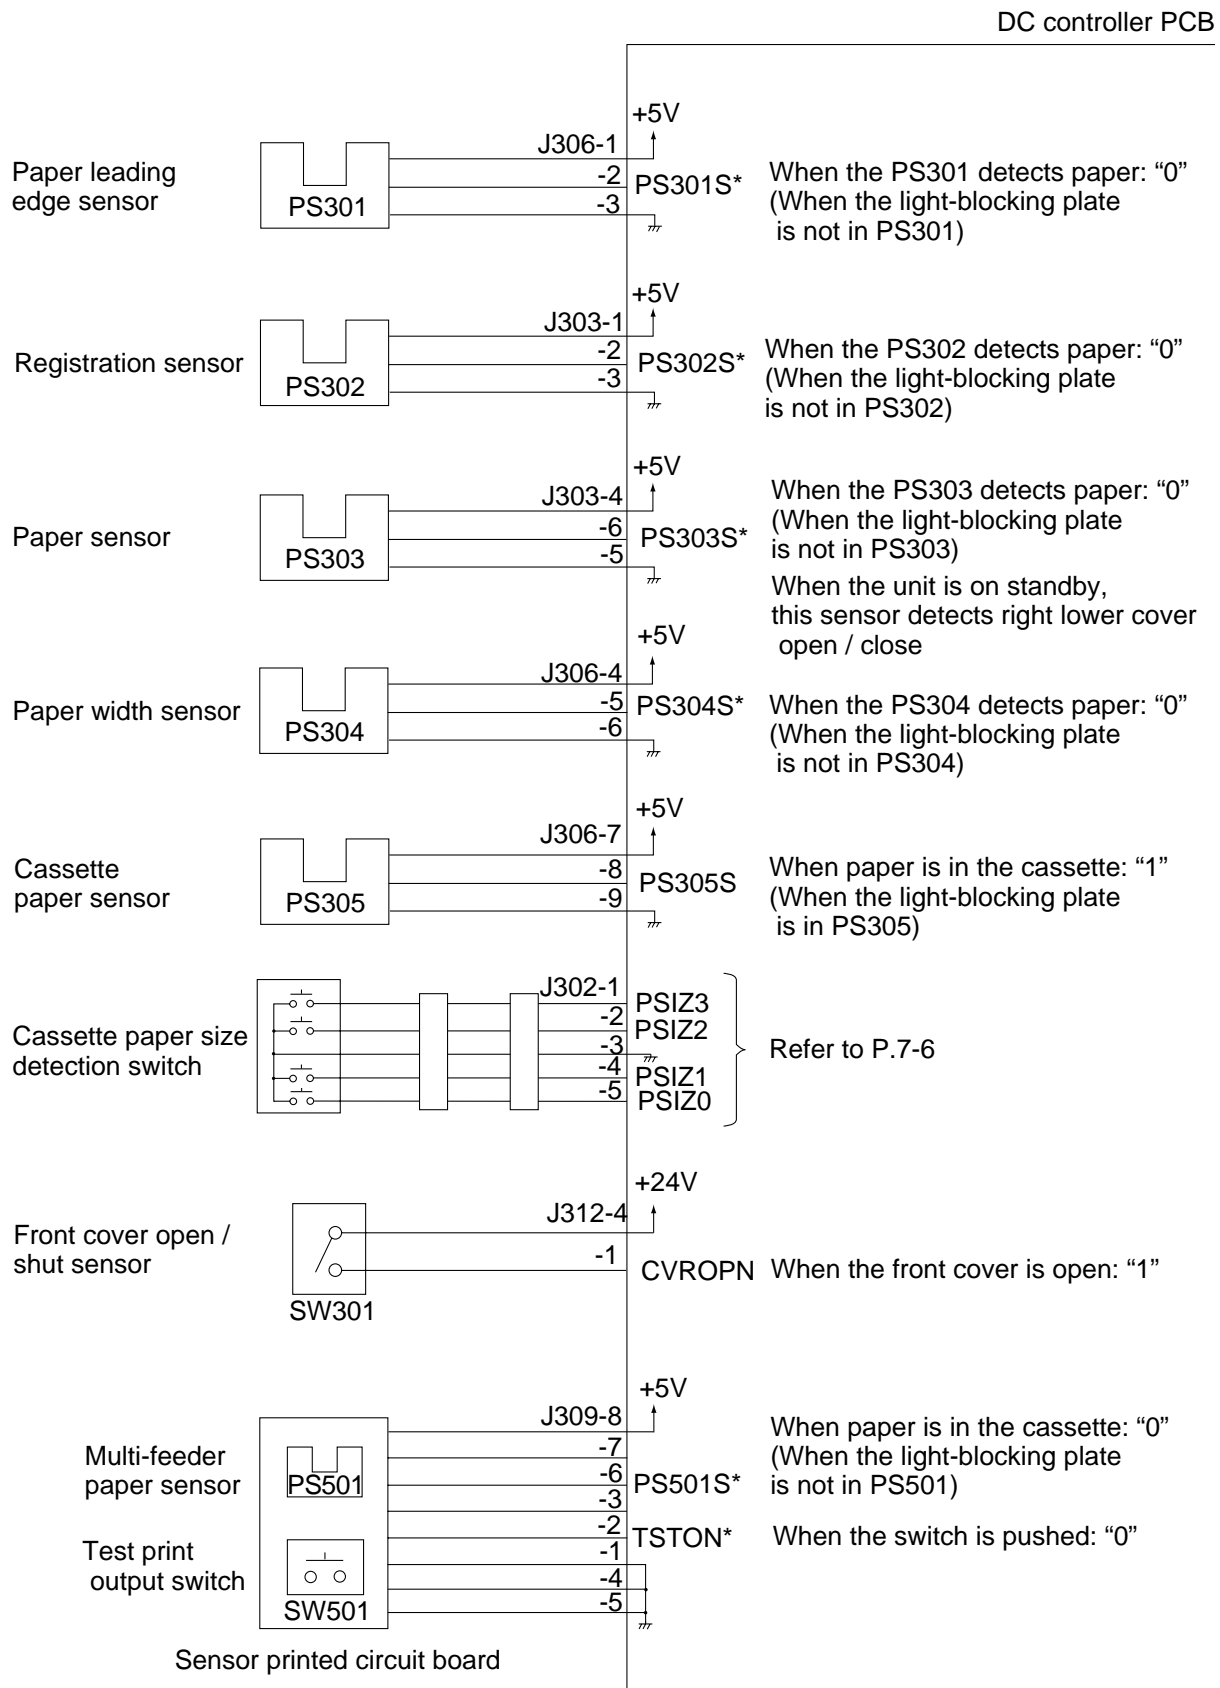 DC controller PCB
+5V
J306-1
Paper leading
edge sensor
PS301
-2
-3
PS301S*
When the PS301 detects paper: “0”
(When the light-blocking plate
is not in PS301)
+5V
J303-1
Registration sensor
PS302
-2
-3
PS302S*
When the PS302 detects paper: “0”
(When the light-blocking plate
is not in PS302)
+5V
J303-4
Paper sensor
PS303
-6
-5
PS303S*
When the PS303 detects paper: “0”
(When the light-blocking plate
is not in PS303)
When the unit is on standby,
this sensor detects right lower cover
open / close
+5V
J306-4
Paper width sensor
PS304
-5
-6
PS304S*
When the PS304 detects paper: “0”
(When the light-blocking plate
is not in PS304)
+5V
J306-7
Cassette
paper sensor
PS305
-8
-9
PS305S
When paper is in the cassette: “1”
(When the light-blocking plate
is in PS305)
Cassette paper size
detection switch
J302-1
-2
-3
-4
-5
PSIZ3
PSIZ2
PSIZ1
PSIZ0
Refer to P.7-6
+24V
J312-4
Front cover open /
shut sensor
SW301
-1
CVROPN
When the front cover is open: “1”
+5V
J309-8
Multi-feeder
paper sensor
PS501
-7
-6
PS501S*
When paper is in the cassette: “0”
(When the light-blocking plate
is not in PS501)
-3
-2
TSTON*
When the switch is pushed: “0”
Test print
output switch
SW501
-1
-4
-5
Sensor printed circuit board